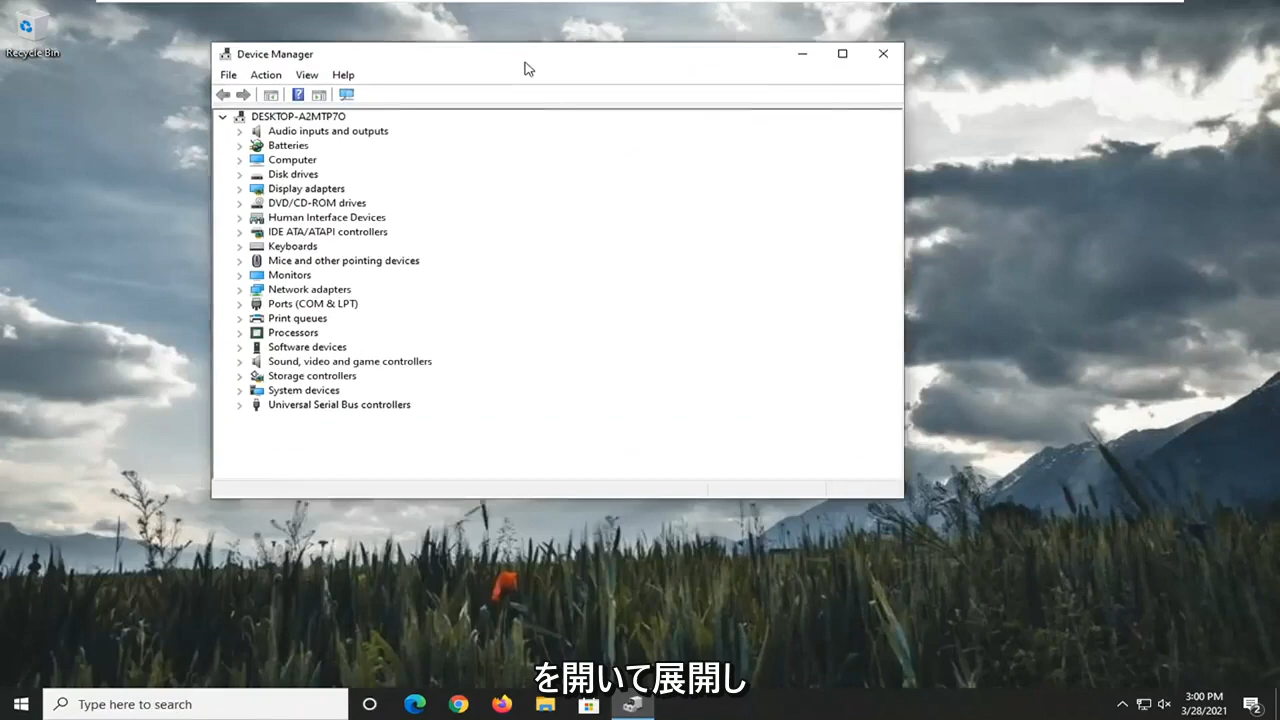 Recycle Bin
Device Manager
File Action View Help
DESKTOP-A2MTP7O
Audio inputs and outputs
Batteries
Computer
Disk drives
Display adapters
DVD/CD-ROM drives
Human Interface Devices
IDE ATA/ATAPI controllers
Keyboards
Mice and other pointing devices
Monitors
Network adapters
Ports (COM & LPT)
Print queues
Processors
Software devices
Sound, video and game controllers
Storage controllers
System devices
Universal Serial Bus controllers
を開いて展開し
Type here to search
3:00 PM
3/28/2021
2